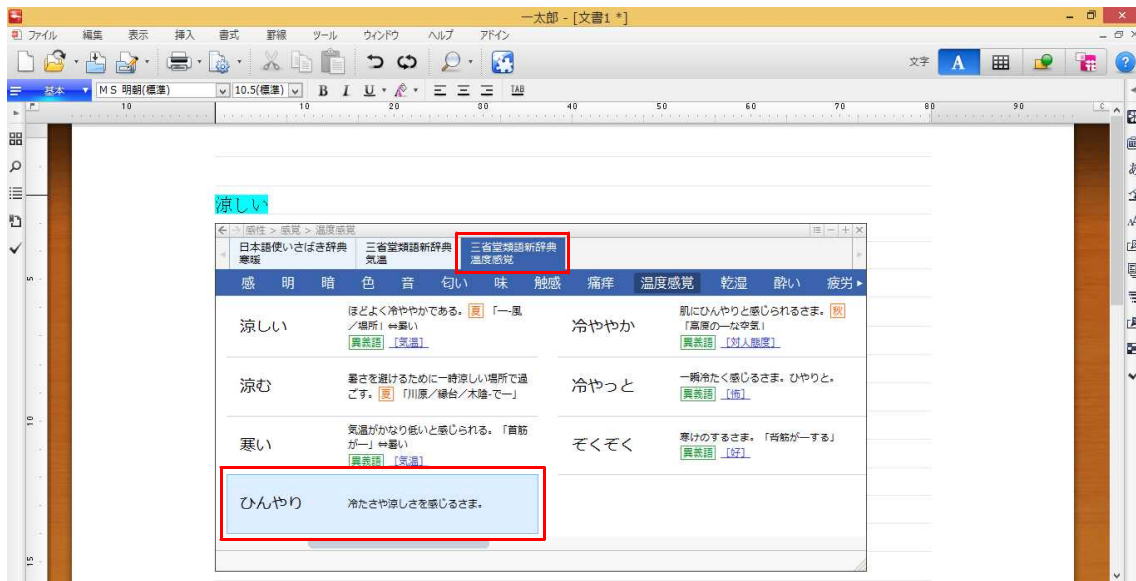 一太郎 - [文書1 *]
ファイル 編集 表示 挿入 書式 罫線 ツール ウィンドウ ヘルプ アドイン
文字 A
基本 MS 明朝(標準) 10.5(標準) B I U TAB
10 10 20 30 40 50 60 70 80 90
涼しい
感性 > 感覚 > 温度感覚
日本語使いさばき辞典 三省堂類語新辞典 三省堂類語新辞典
寒暖 気温 温度感覚
感 明 暗 色 音 匂い 味 触感 痛痒 温度感覚 乾湿 酔い 疲労
涼しい
ほどよく冷ややかである。 夏 「―-風
／場所」⇔暑い
異義語 [気温]
冷ややか
肌にひんやりと感じられるさま。 秋
「高原の―な空気」
異義語 [対人態度]
涼む
暑さを避けるために一時涼しい場所で過
ごす。 夏 「川原／縁台／木陰-で―」
冷やっと
一瞬冷たく感じるさま。ひやりと。
異義語 [怖]
寒い
気温がかなり低いと感じられる。「首筋
が―」⇔暑い
異義語 [気温]
ぞくぞく
寒けのするさま。「背筋が―する」
異義語 [好]
ひんやり
冷たさや涼しさを感じるさま。
5
10
15